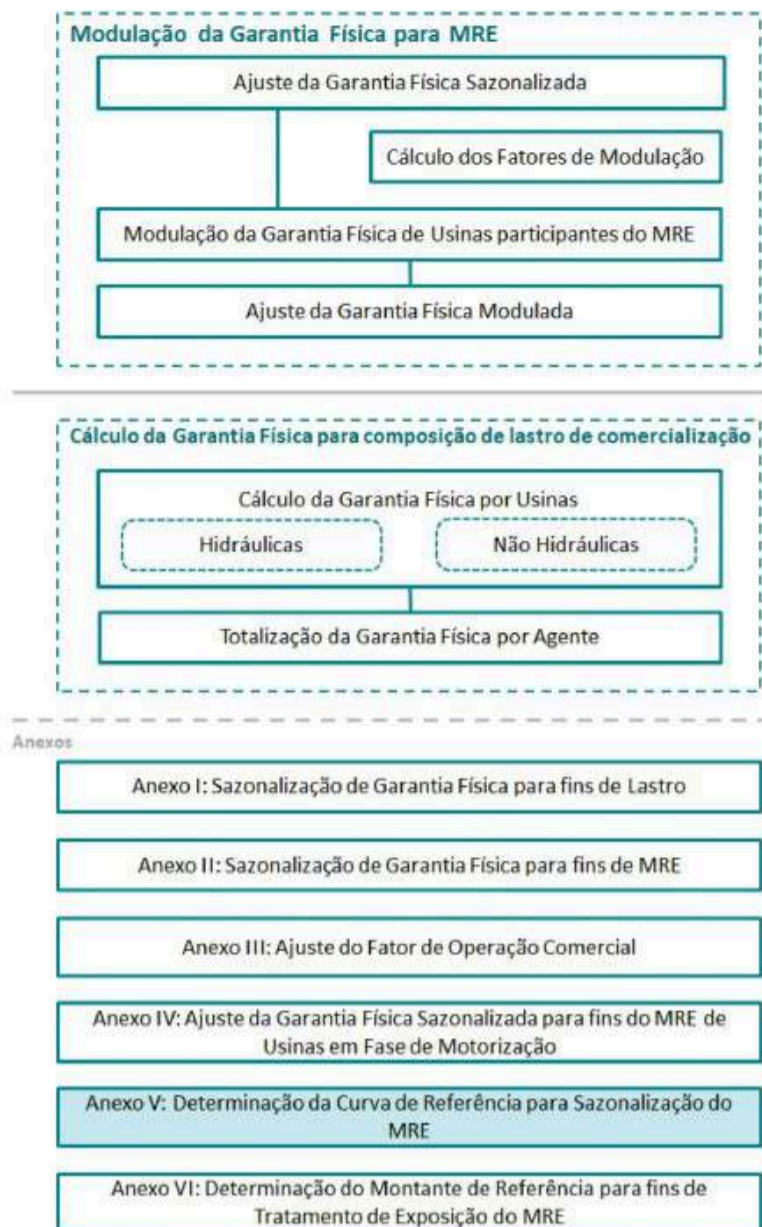 Modulação da Garantia Física para MRE
Ajuste da Garantia Física Sazonalizada
Cálculo dos Fatores de Modulação
Modulação da Garantia Física de Usinas participantes do MRE
Ajuste da Garantia Física Modulada
Cálculo da Garantia Física para composição de lastro de comercialização
Cálculo da Garantia Física por Usinas
Hidráulicas
Não Hidráulicas
Totalização da Garantia Física por Agente
Anexos
Anexo I: Sazonalização de Garantia Física para fins de Lastro
Anexo II: Sazonalização de Garantia Física para fins de MRE
Anexo III: Ajuste do Fator de Operação Comercial
Anexo IV: Ajuste da Garantia Física Sazonalizada para fins do MRE de
Usinas em Fase de Motorização
Anexo V: Determinação da Curva de Referência para Sazonalização do
MRE
Anexo VI: Determinação do Montante de Referência para fins de
Tratamento de Exposição do MRE